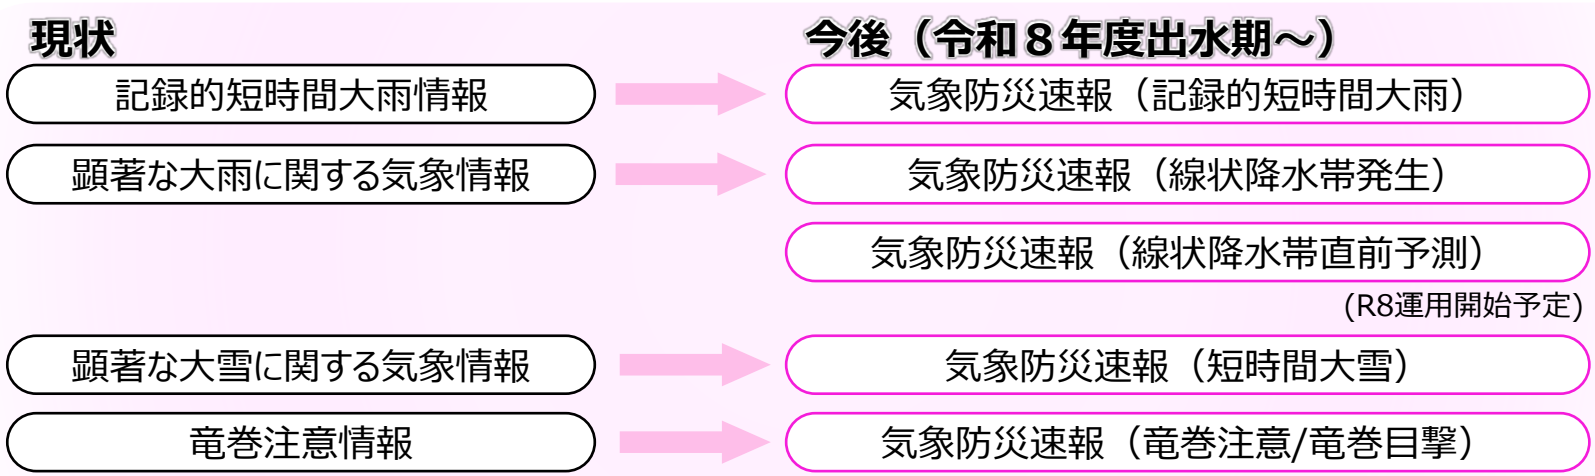 現状
今後（令和８年度出水期～）
記録的短時間大雨情報
気象防災速報（記録的短時間大雨）
顕著な大雨に関する気象情報
気象防災速報（線状降水帯発生）
気象防災速報（線状降水帯直前予測）
(R8運用開始予定)
顕著な大雪に関する気象情報
気象防災速報（短時間大雪）
竜巻注意情報
気象防災速報（竜巻注意/竜巻目撃）